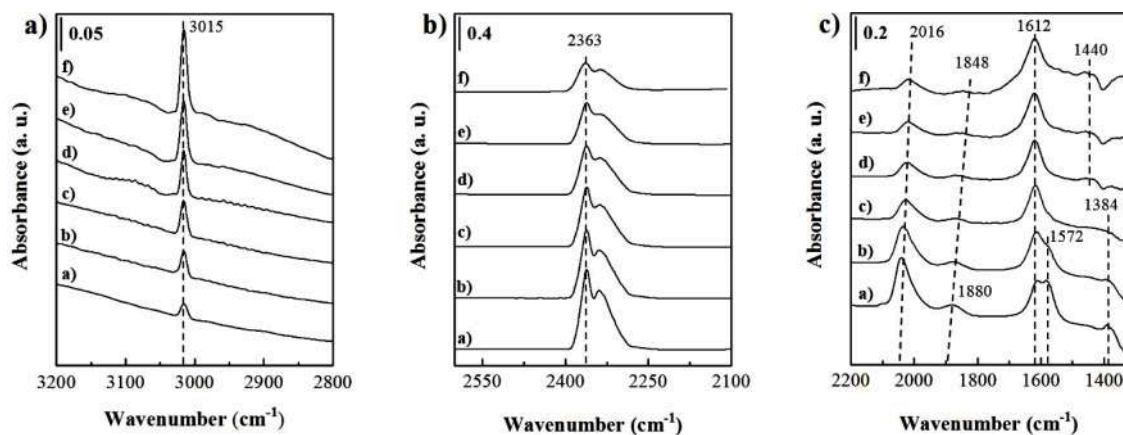 a)
0.05
3015
f)
e)
d)
c)
b)
a)
Absorbance (a. u.)
3200
3100
3000
2900
2800
Wavenumber (cm⁻¹)
b)
0.4
2363
f)
e)
d)
c)
b)
a)
Absorbance (a. u.)
2550
2400
2250
2100
Wavenumber (cm⁻¹)
c)
0.2
2016
1848
1612
1440
f)
e)
d)
c)
1384
1572
b)
1880
a)
Absorbance (a. u.)
2200
2000
1800
1600
1400
Wavenumber (cm⁻¹)